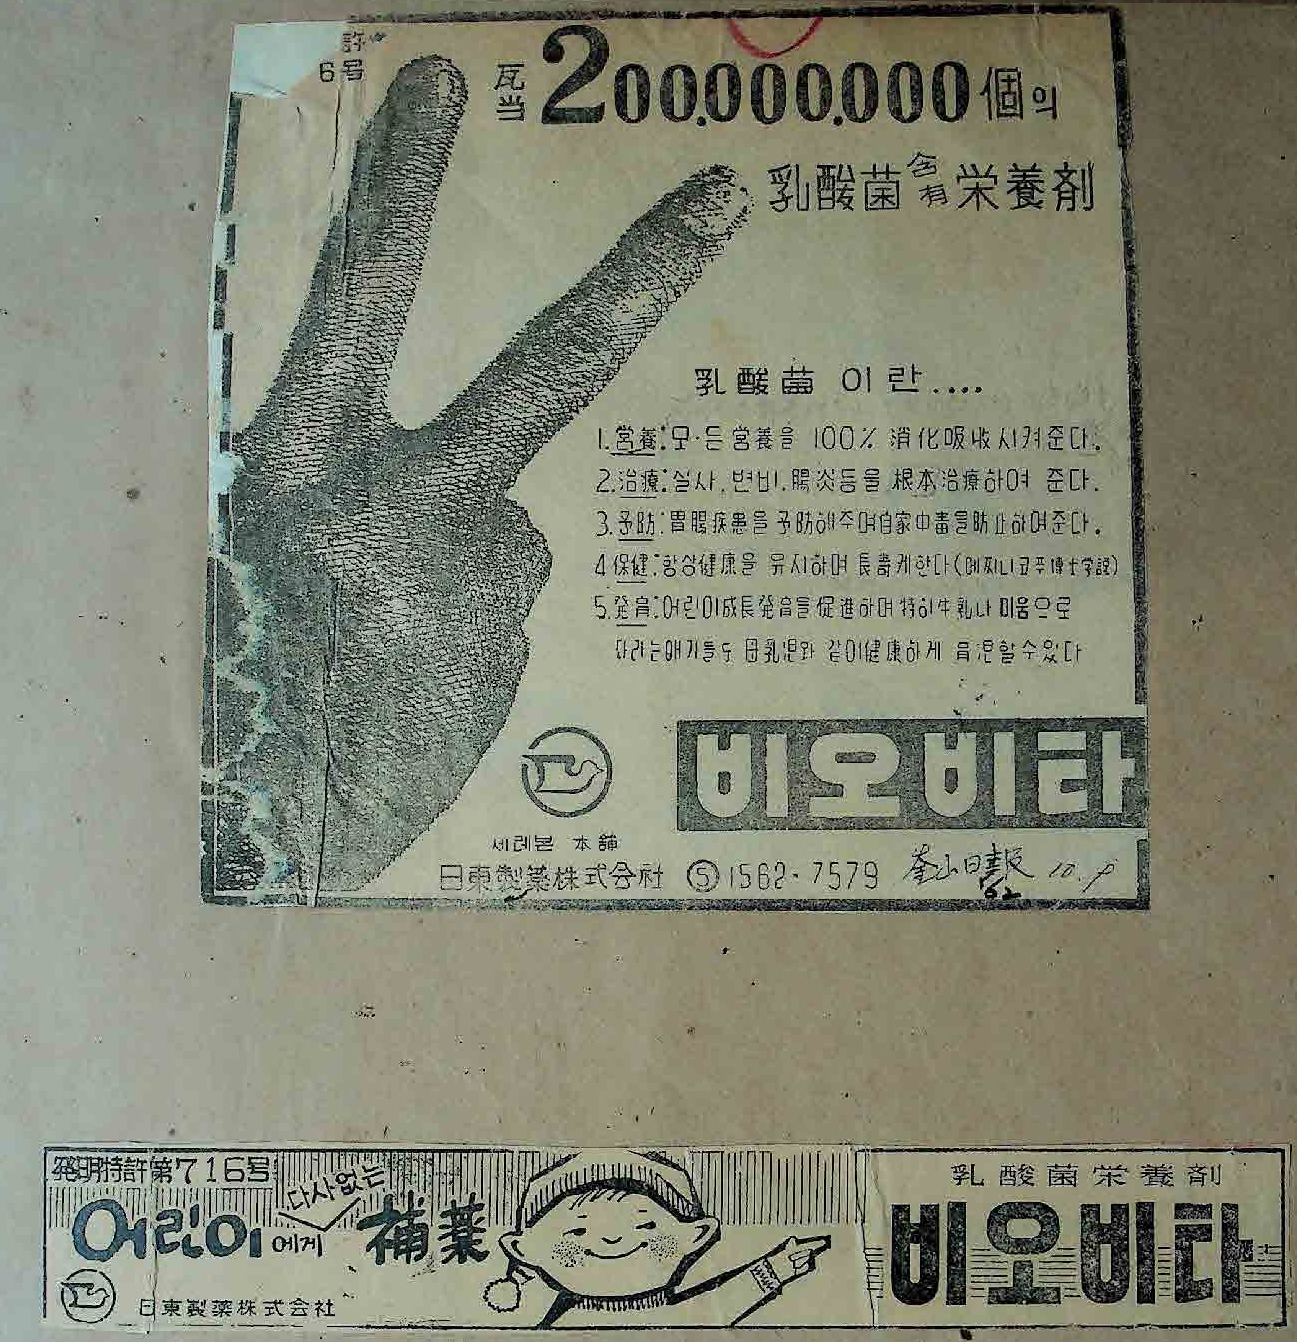 許
6号
瓦当 200.000.000個의
乳酸菌含有栄養剤
乳酸菌 이란....
1.営養:모-든営養을 100% 消化吸收시켜준다.
2.治療:설사.변비.腸炎등을 根本治療하여 준다.
3.予防:胃腸疾患을 予防해주며自家中毒을防止하여준다.
4.保健:항상健康을 유지하며 長寿케한다(메찌니코프博士学説)
5.発育:어린이成長発育을促進하며特히牛乳나 미음으로
자라는애기들도 母乳児와 같이健康하게 育児할수있다
비오비타
세레본 本舗
日東製薬株式会社 ⑤1562·7579 釜山日報 '62 10.9
発明特許第716号
어린이에게 다시없는 補薬
日東製薬株式会社
乳酸菌栄養剤
비오비타